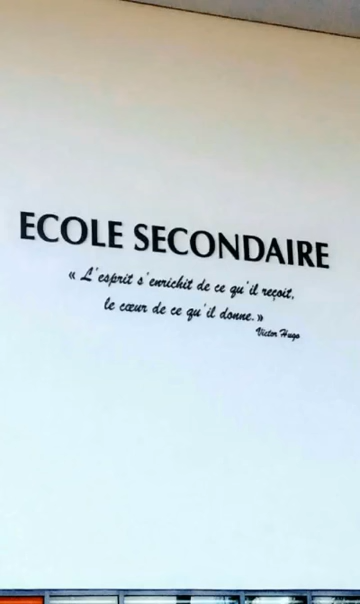 ECOLE SECONDAIRE
« L'esprit s'enrichit de ce qu'il reçoit,
le cœur de ce qu'il donne. »
Victor Hugo